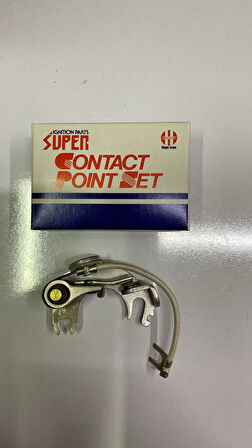 IGNITION PARTS
SUPER
CONTACT
POINT SET